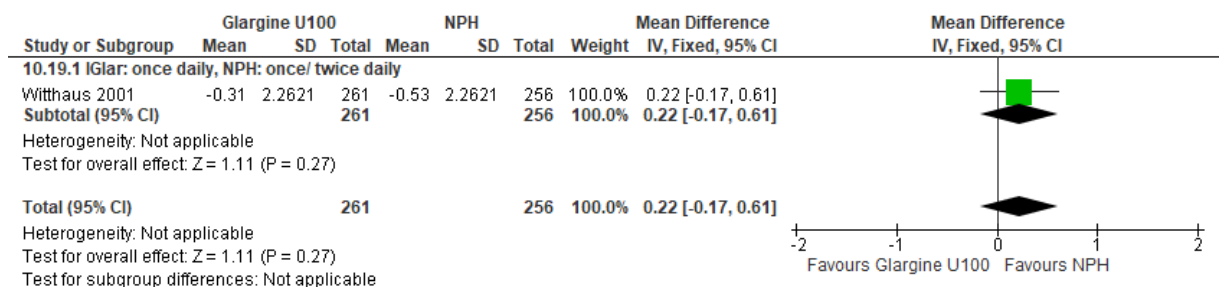 Glargine U100 NPH Mean Difference Mean Difference
Study or Subgroup Mean SD Total Mean SD Total Weight IV, Fixed, 95% CI IV, Fixed, 95% CI
10.19.1 IGlar: once daily, NPH: once/ twice daily
Witthaus 2001 -0.31 2.2621 261 -0.53 2.2621 256 100.0% 0.22 [-0.17, 0.61]
Subtotal (95% CI) 261 256 100.0% 0.22 [-0.17, 0.61]
Heterogeneity: Not applicable
Test for overall effect: Z = 1.11 (P = 0.27)
Total (95% CI) 261 256 100.0% 0.22 [-0.17, 0.61]
Heterogeneity: Not applicable
Test for overall effect: Z = 1.11 (P = 0.27)
Test for subgroup differences: Not applicable
-2 -1 0 1 2
Favours Glargine U100 Favours NPH